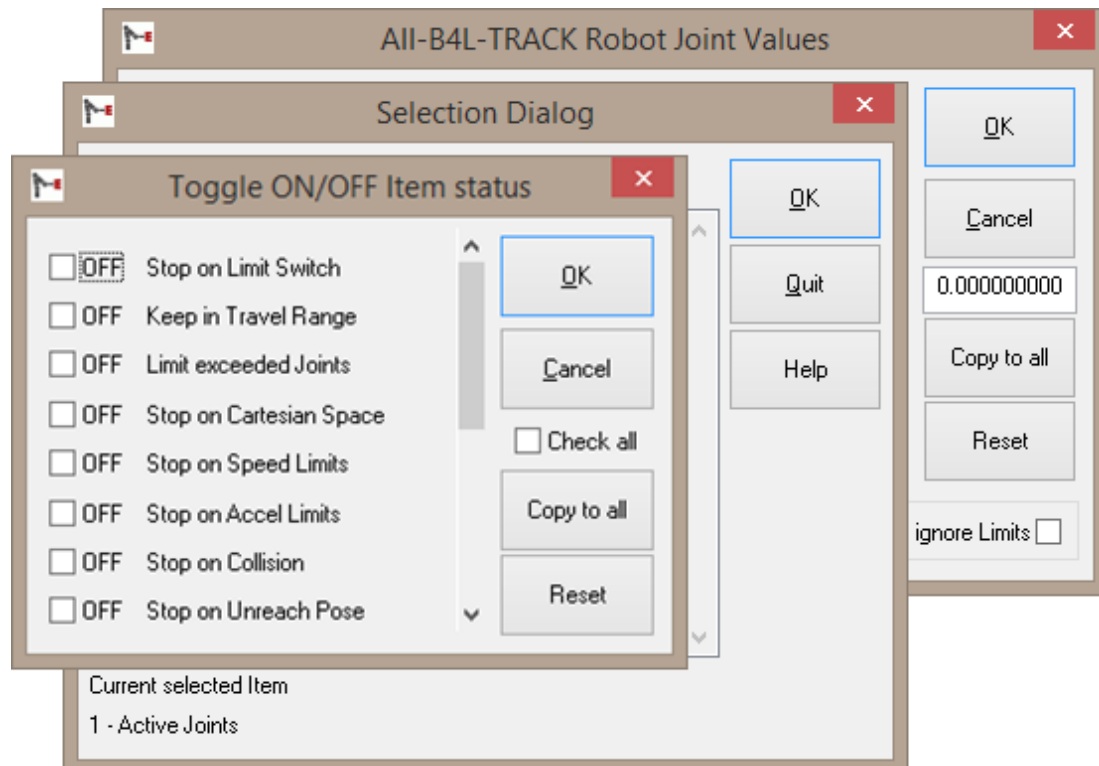 All-B4L-TRACK Robot Joint Values
OK
Cancel
0.000000000
Copy to all
Reset
ignore Limits
Selection Dialog
OK
Quit
Help
Current selected Item
1 - Active Joints
Toggle ON/OFF Item status
OFF Stop on Limit Switch
OFF Keep in Travel Range
OFF Limit exceeded Joints
OFF Stop on Cartesian Space
OFF Stop on Speed Limits
OFF Stop on Accel Limits
OFF Stop on Collision
OFF Stop on Unreach Pose
OK
Cancel
Check all
Copy to all
Reset